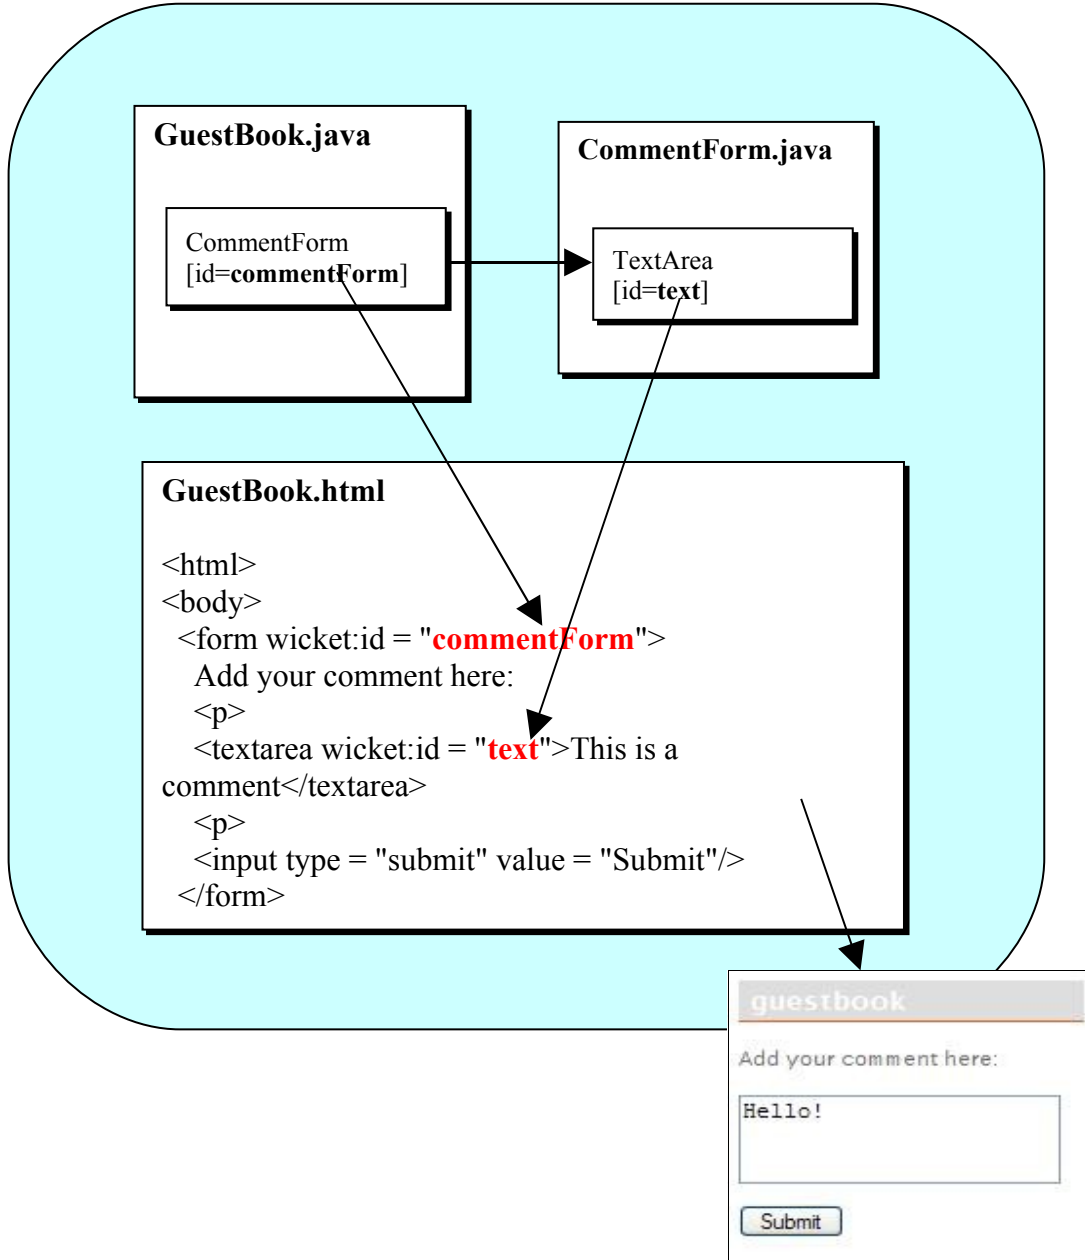 GuestBook.java
CommentForm
[id=commentForm]
CommentForm.java
TextArea
[id=text]
GuestBook.html
<html>
<body>
<form wicket:id = "commentForm">
Add your comment here:
<p>
<textarea wicket:id = "text">This is a
comment</textarea>
<p>
<input type = "submit" value = "Submit"/>
</form>
guestbook
Add your comment here:
Hello!
Submit